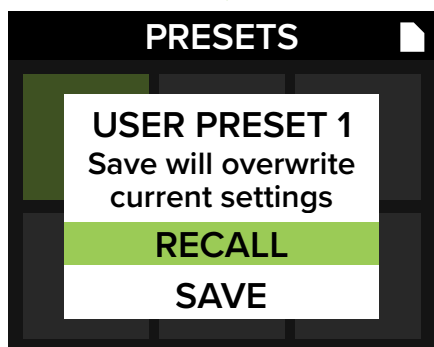 PRESETS
USER PRESET 1
Save will overwrite
current settings
RECALL
SAVE